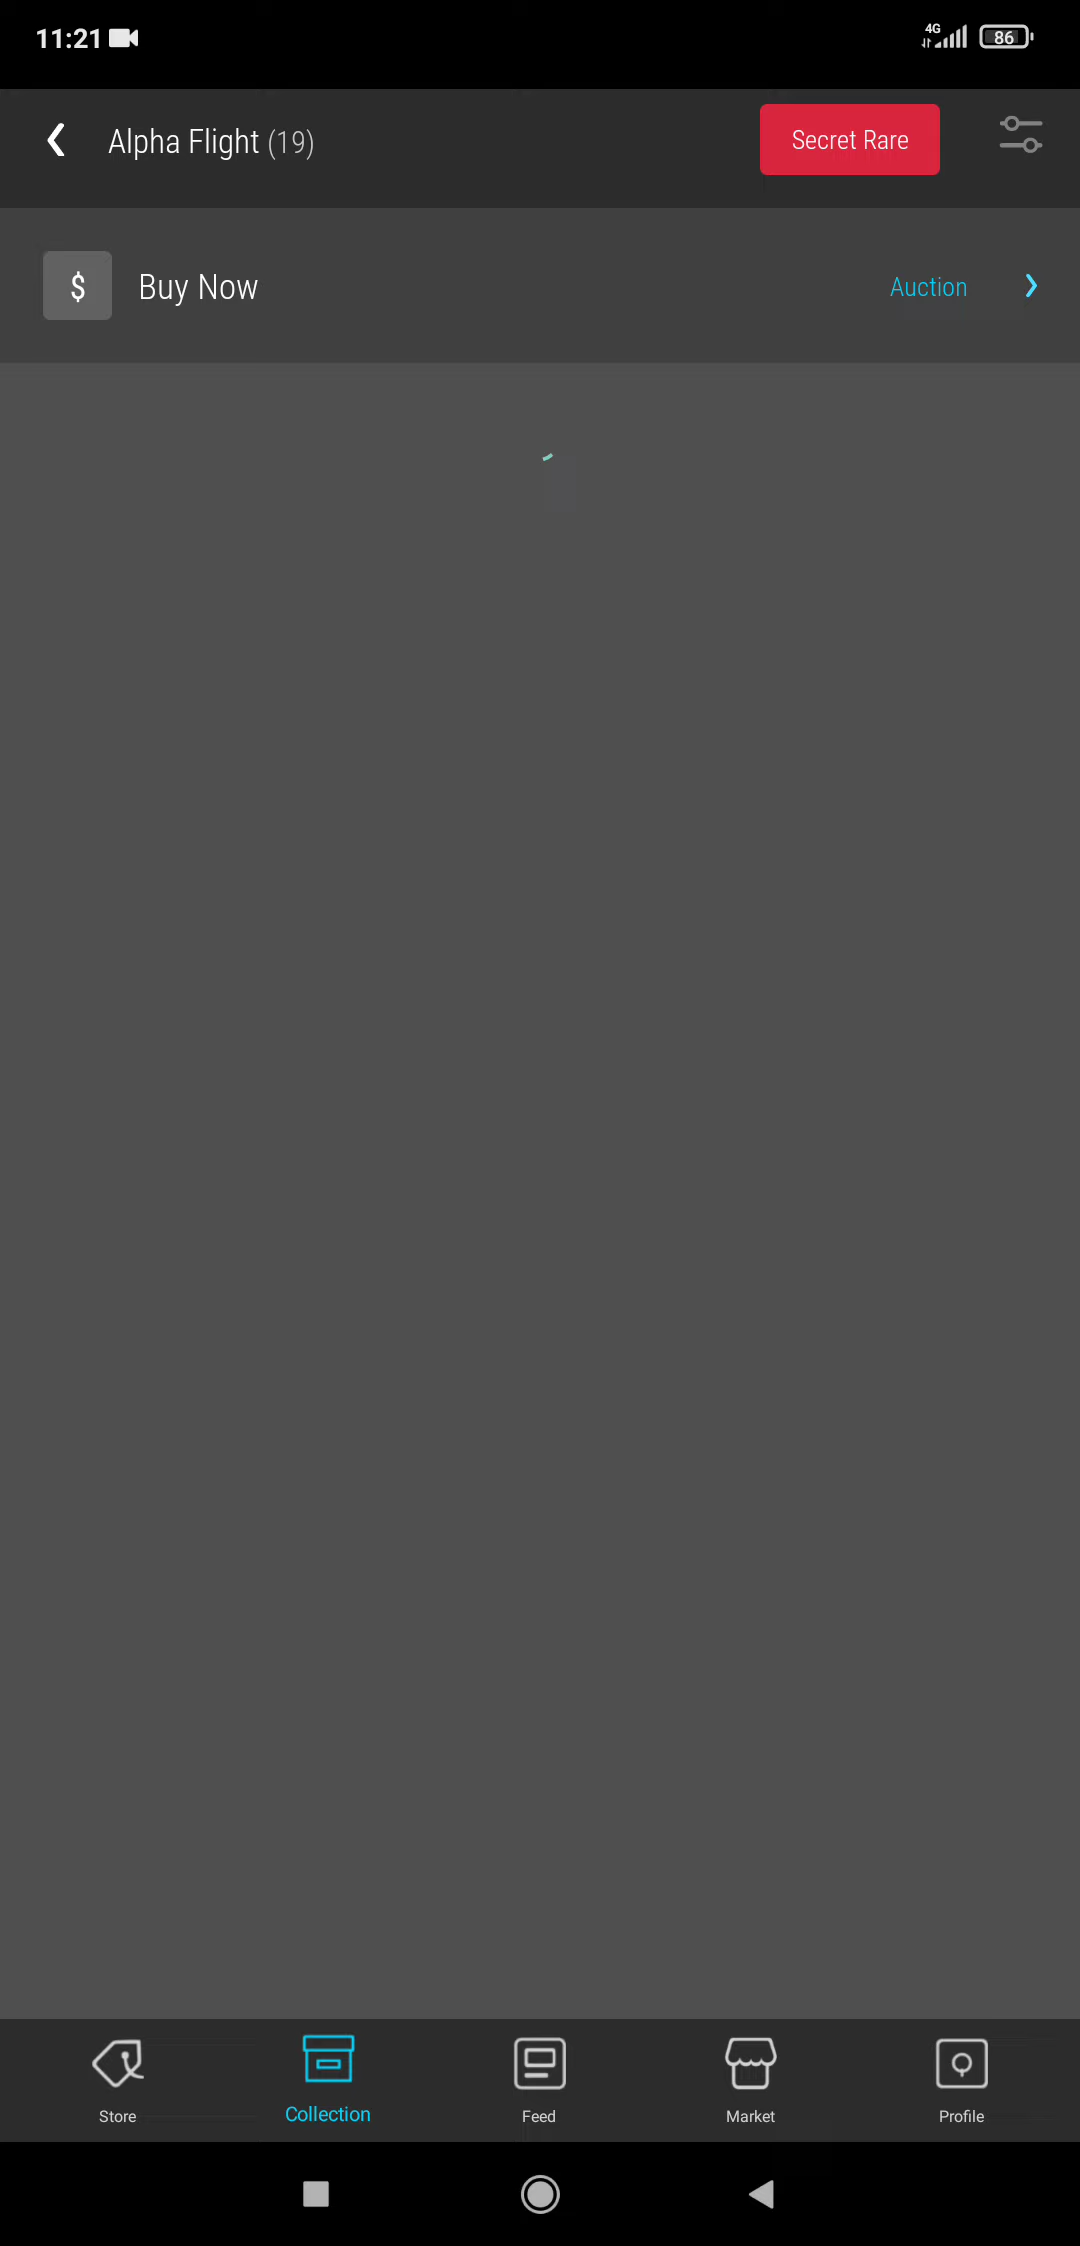 11:21
4G
86
Alpha Flight (19)
Secret Rare
$
Buy Now
Auction
Store
Collection
Feed
Market
Profile